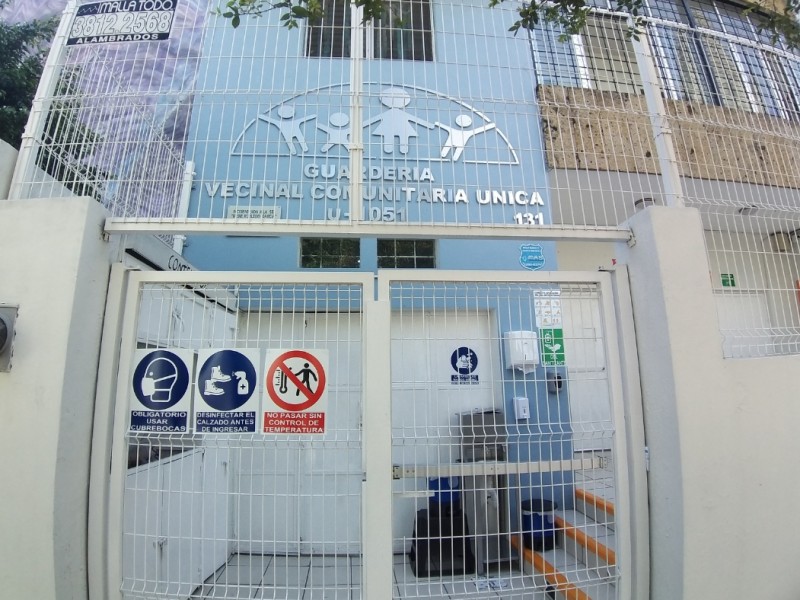 MALLA TODO
3812 2568
ALAMBRADOS
GUARDERIA
VECINAL COMUNITARIA UNICA
U-1051
131
OBLIGATORIO
USAR
CUBREBOCAS
DESINFECTAR EL
CALZADO ANTES
DE INGRESAR
NO PASAR SIN
CONTROL DE
TEMPERATURA